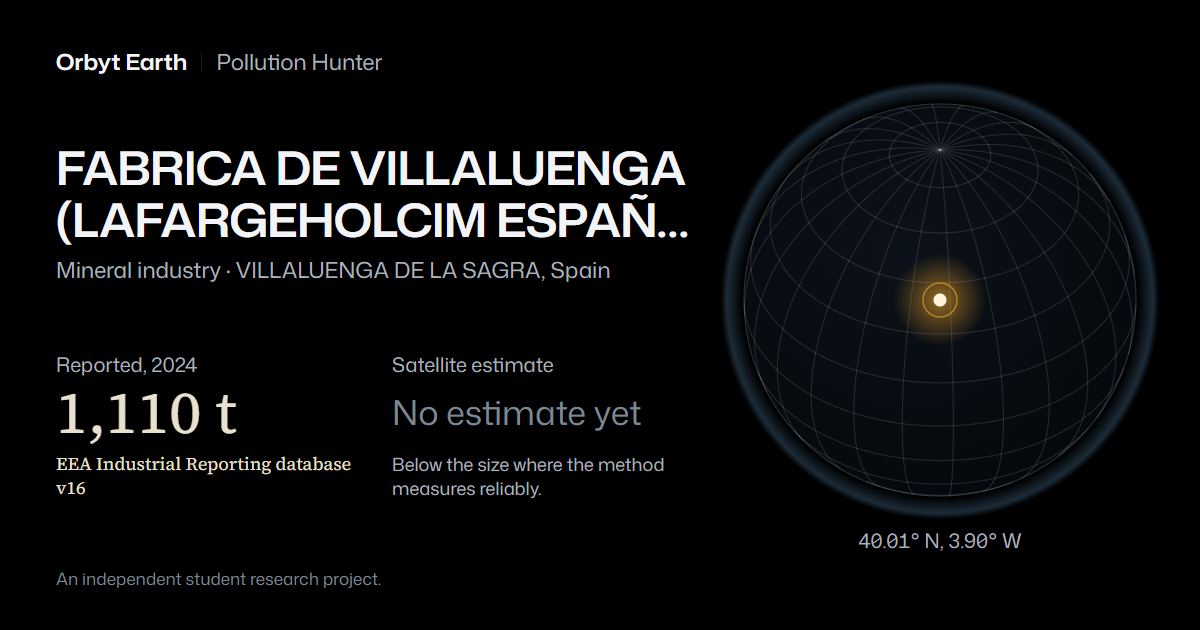 Orbyt Earth | Pollution Hunter
FABRICA DE VILLALUENGA
(LAFARGEHOLCIM ESPAÑ...
Mineral industry · VILLALUENGA DE LA SAGRA, Spain
Reported, 2024
1,110 t
EEA Industrial Reporting database
v16
Satellite estimate
No estimate yet
Below the size where the method
measures reliably.
40.01° N, 3.90° W
An independent student research project.